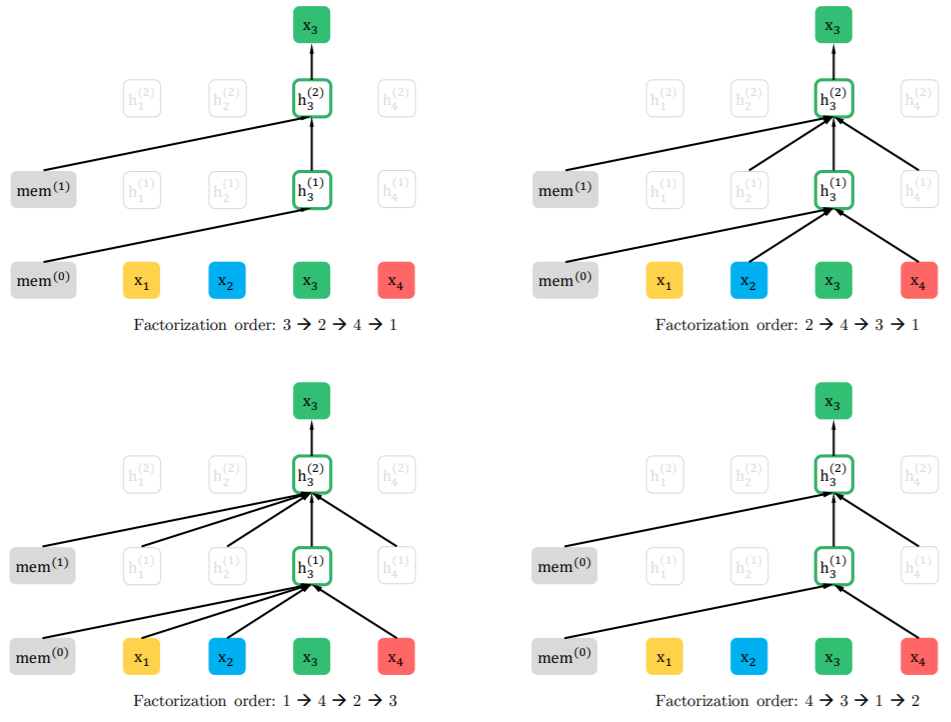 x₃ x₃
h₁⁽²⁾ h₂⁽²⁾ h₃⁽²⁾ h₄⁽²⁾ h₁⁽²⁾ h₂⁽²⁾ h₃⁽²⁾ h₄⁽²⁾
mem⁽¹⁾ h₁⁽¹⁾ h₂⁽¹⁾ h₃⁽¹⁾ h₄⁽¹⁾ mem⁽¹⁾ h₁⁽¹⁾ h₂⁽¹⁾ h₃⁽¹⁾ h₄⁽¹⁾
mem⁽⁰⁾ x₁ x₂ x₃ x₄ mem⁽⁰⁾ x₁ x₂ x₃ x₄
Factorization order: 3 → 2 → 4 → 1 Factorization order: 2 → 4 → 3 → 1
x₃ x₃
h₁⁽²⁾ h₂⁽²⁾ h₃⁽²⁾ h₄⁽²⁾ h₁⁽²⁾ h₂⁽²⁾ h₃⁽²⁾ h₄⁽²⁾
mem⁽¹⁾ h₁⁽¹⁾ h₂⁽¹⁾ h₃⁽¹⁾ h₄⁽¹⁾ mem⁽⁰⁾ h₁⁽¹⁾ h₂⁽¹⁾ h₃⁽¹⁾ h₄⁽¹⁾
mem⁽⁰⁾ x₁ x₂ x₃ x₄ mem⁽⁰⁾ x₁ x₂ x₃ x₄
Factorization order: 1 → 4 → 2 → 3 Factorization order: 4 → 3 → 1 → 2